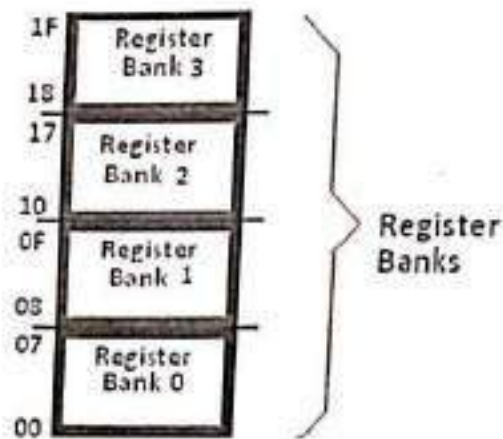 1F
Register
Bank 3
18
17
Register
Bank 2
10
0F
Register
Bank 1
08
07
Register
Bank 0
00
Register
Banks